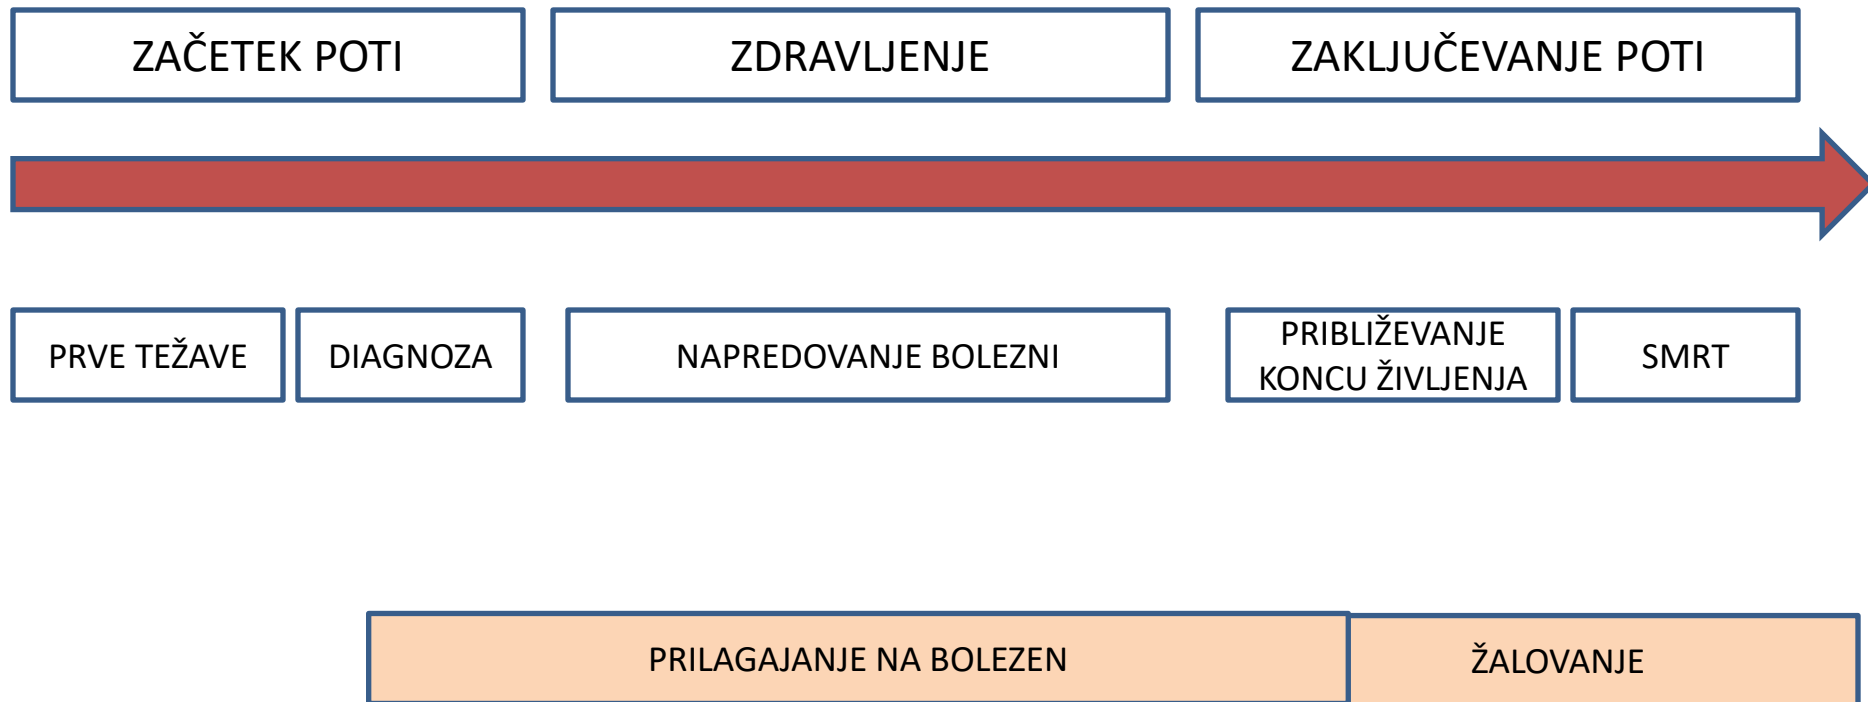 ZAČETEK POTI
ZDRAVLJENJE
ZAKLJUČEVANJE POTI
PRVE TEŽAVE
DIAGNOZA
NAPREDOVANJE BOLEZNI
PRIBLIŽEVANJE
KONCU ŽIVLJENJA
SMRT
PRILAGAJANJE NA BOLEZEN
ŽALOVANJE